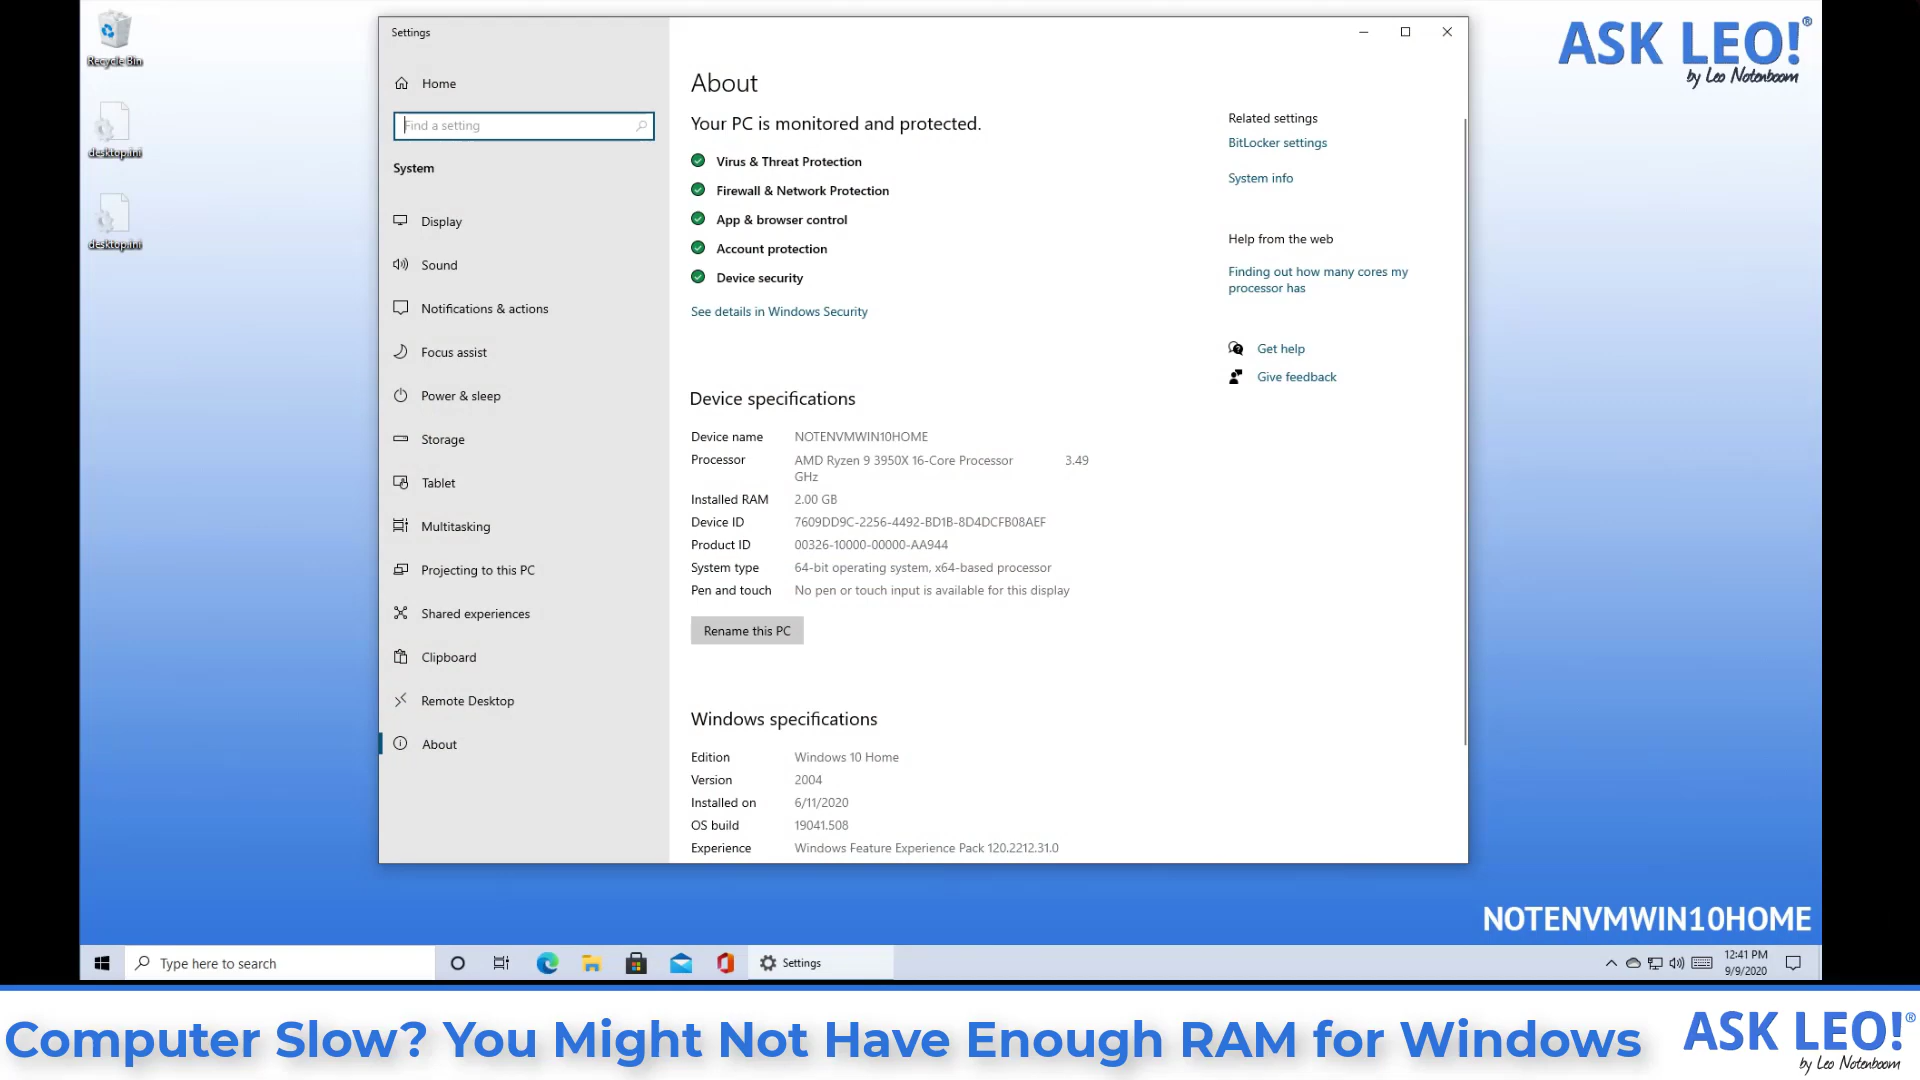 Recycle Bin
desktop.ini
desktop.ini
Settings
Home
Find a setting
System
Display
Sound
Notifications & actions
Focus assist
Power & sleep
Storage
Tablet
Multitasking
Projecting to this PC
Shared experiences
Clipboard
Remote Desktop
About
About
Your PC is monitored and protected.
Virus & Threat Protection
Firewall & Network Protection
App & browser control
Account protection
Device security
See details in Windows Security
Device specifications
Device name NOTENVMWIN10HOME
Processor AMD Ryzen 9 3950X 16-Core Processor 3.49
GHz
Installed RAM 2.00 GB
Device ID 7609DD9C-2256-4492-BD1B-8D4DCFB08AEF
Product ID 00326-10000-00000-AA944
System type 64-bit operating system, x64-based processor
Pen and touch No pen or touch input is available for this display
Rename this PC
Windows specifications
Edition Windows 10 Home
Version 2004
Installed on 6/11/2020
OS build 19041.508
Experience Windows Feature Experience Pack 120.2212.31.0
Related settings
BitLocker settings
System info
Help from the web
Finding out how many cores my
processor has
Get help
Give feedback
ASK LEO!®
by Leo Notenboom
NOTENVMWIN10HOME
Type here to search
Settings
12:41 PM
9/9/2020
Computer Slow? You Might Not Have Enough RAM for Windows
ASK LEO!®
by Leo Notenboom